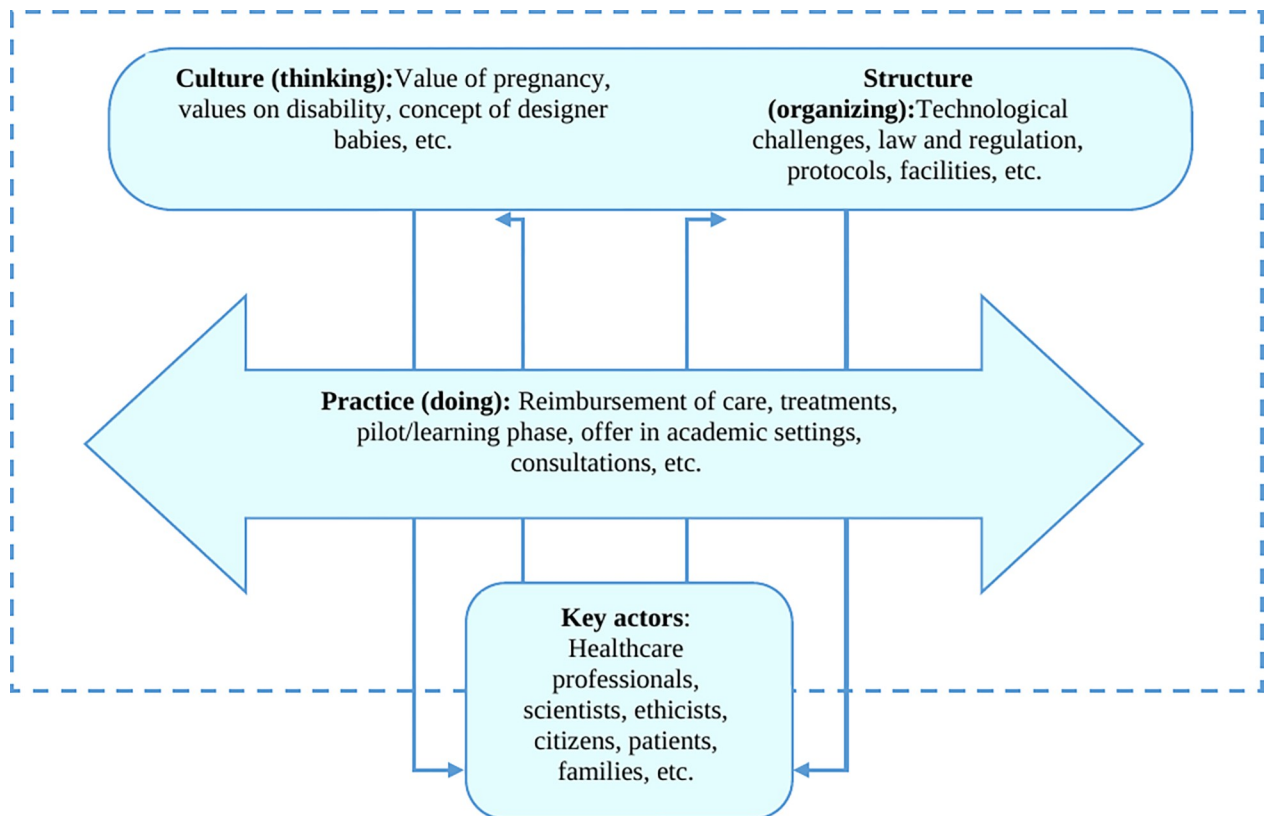 Culture (thinking):Value of pregnancy,
values on disability, concept of designer
babies, etc.
Structure
(organizing):Technological
challenges, law and regulation,
protocols, facilities, etc.
Practice (doing): Reimbursement of care, treatments,
pilot/learning phase, offer in academic settings,
consultations, etc.
Key actors:
Healthcare
professionals,
scientists, ethicists,
citizens, patients,
families, etc.